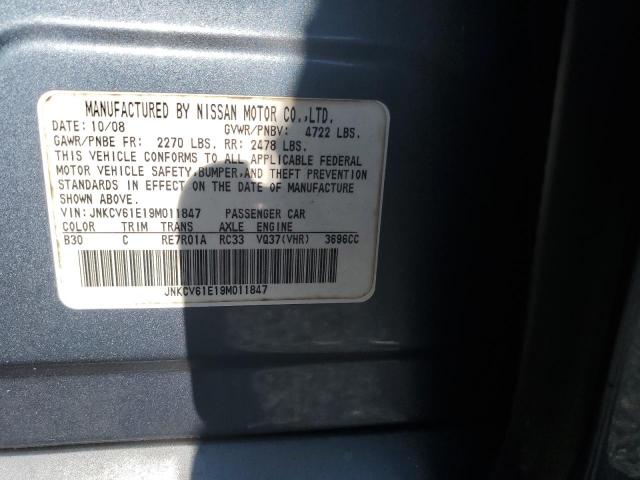 MANUFACTURED BY NISSAN MOTOR CO.,LTD.
DATE: 10/08 GVWR/PNBV: 4722 LBS.
GAWR/PNBE FR: 2270 LBS. RR: 2478 LBS.
THIS VEHICLE CONFORMS TO ALL APPLICABLE FEDERAL
MOTOR VEHICLE SAFETY,BUMPER,AND THEFT PREVENTION
STANDARDS IN EFFECT ON THE DATE OF MANUFACTURE
SHOWN ABOVE.
VIN: JNKCV61E19M011847 PASSENGER CAR
COLOR TRIM TRANS AXLE ENGINE
B30 C RE7R01A RC33 VQ37(VHR) 3696CC
JNKCV61E19M011847